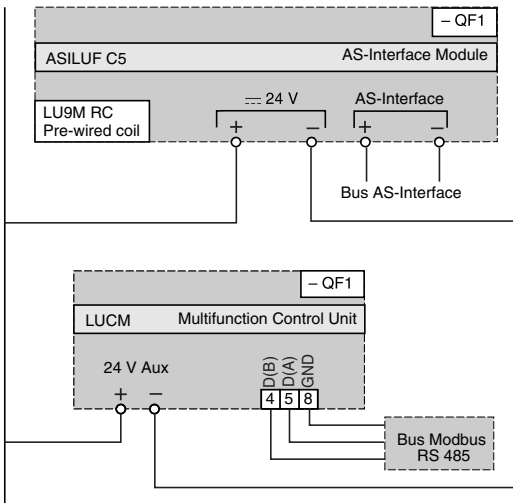 – QF1
ASILUF C5 AS-Interface Module
LU9M RC
Pre-wired coil
24 V
AS-Interface
+ – + –
Bus AS-Interface
– QF1
LUCM Multifunction Control Unit
24 V Aux
+ –
D(B)
D(A)
GND
4 5 8
Bus Modbus
RS 485